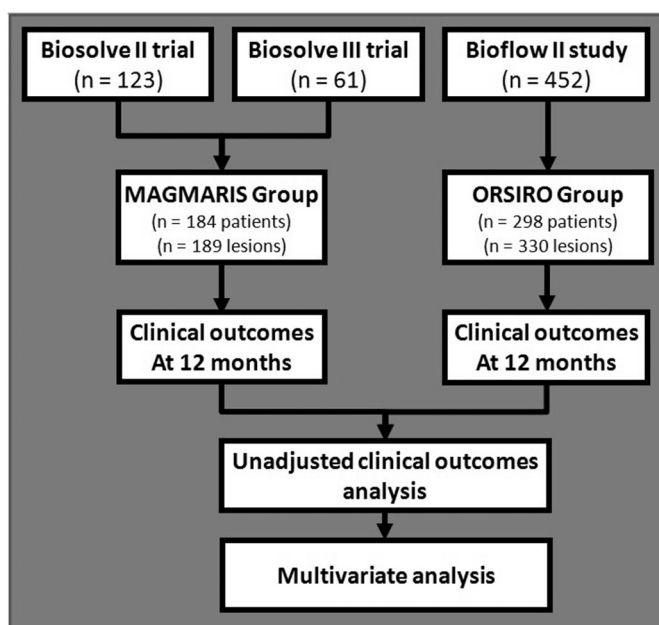 Biosolve II trial
(n = 123)
Biosolve III trial
(n = 61)
Bioflow II study
(n = 452)
MAGMARIS Group
(n = 184 patients)
(n = 189 lesions)
ORSIRO Group
(n = 298 patients)
(n = 330 lesions)
Clinical outcomes
At 12 months
Clinical outcomes
At 12 months
Unadjusted clinical outcomes
analysis
Multivariate analysis